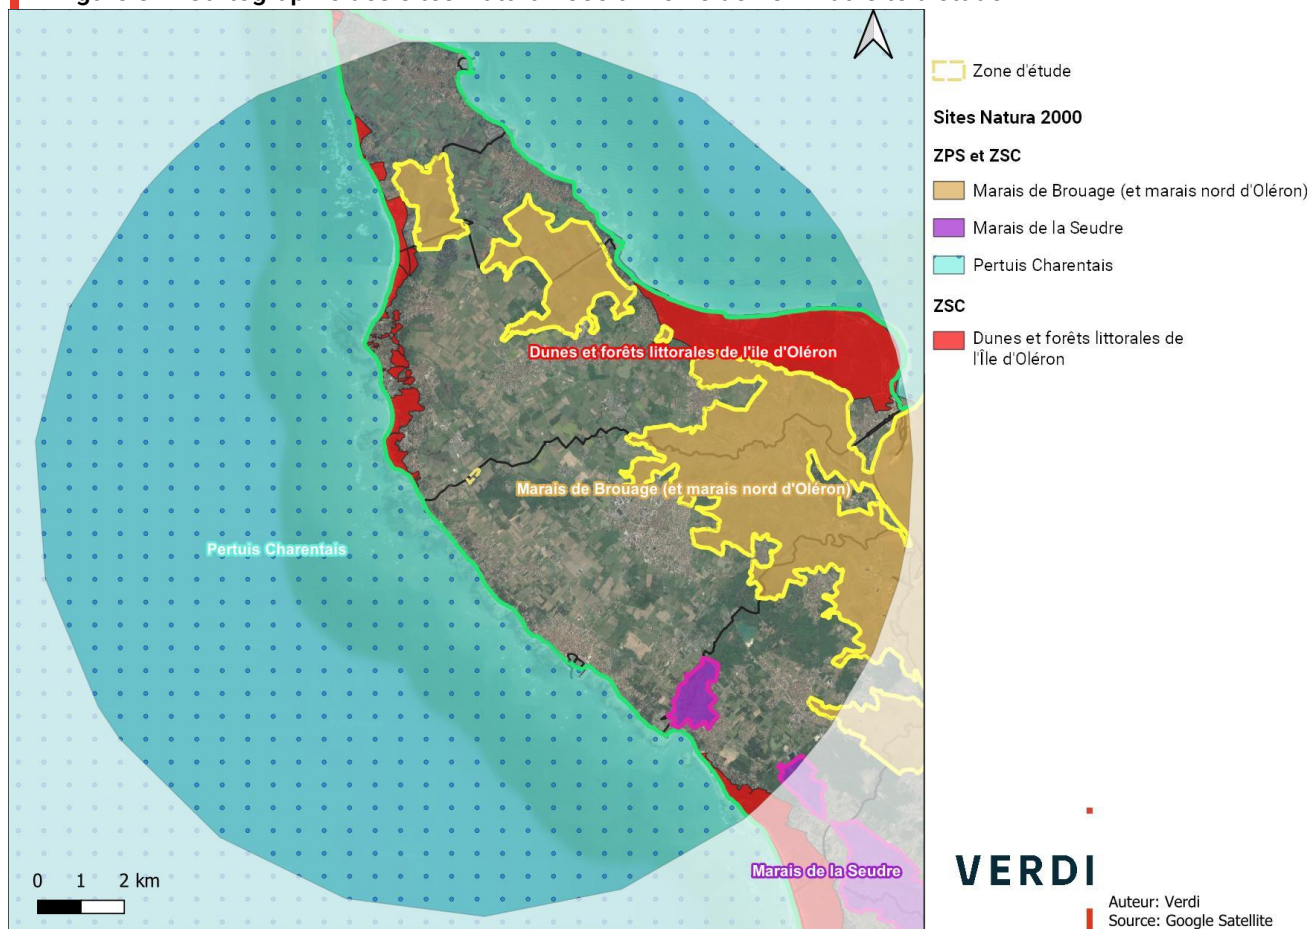 Zone d'étude
Sites Natura 2000
ZPS et ZSC
Marais de Brouage (et marais nord d'Oléron)
Marais de la Seudre
Pertuis Charentais
ZSC
Dunes et forêts littorales de
l'Île d'Oléron
Dunes et forêts littorales de l'ile d'Oléron
Marais de Brouage (et marais nord d'Oléron)
Pertuis Charentais
Marais de la Seudre
0 1 2 km
VERDI
Auteur: Verdi
Source: Google Satellite